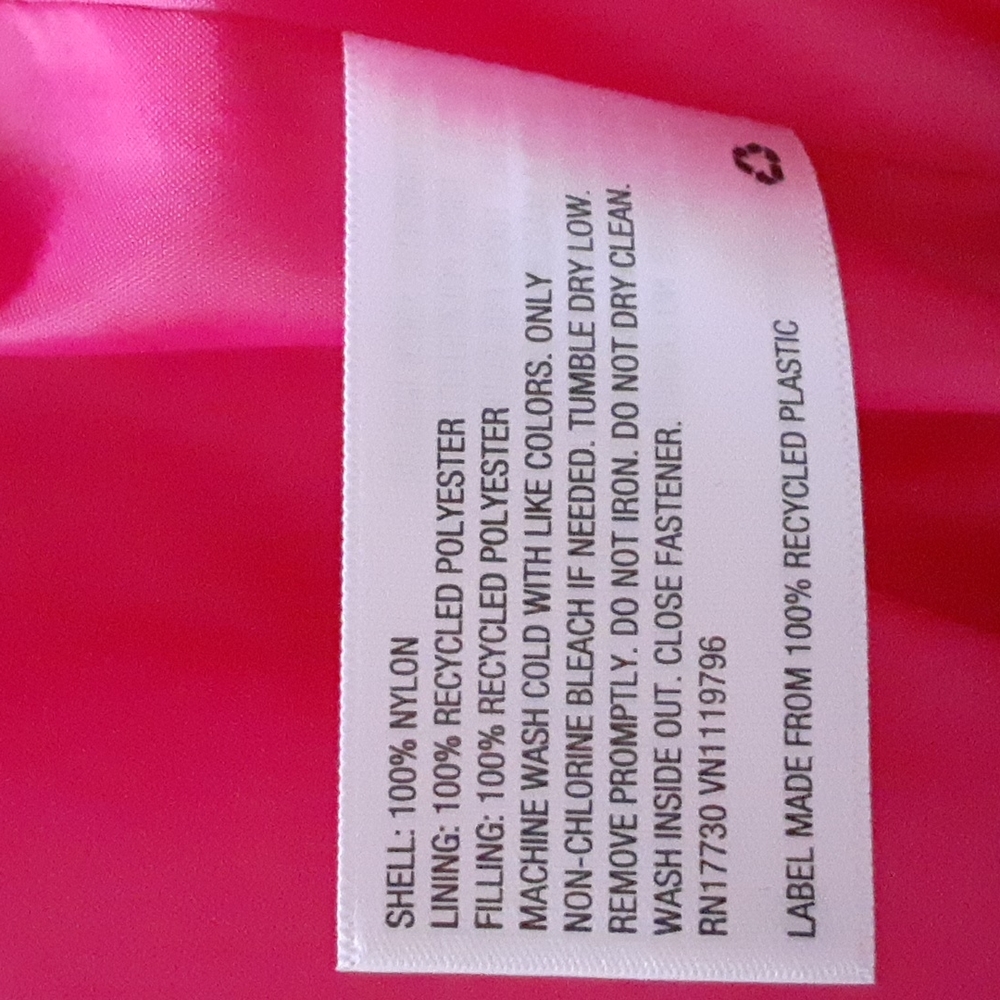 SHELL: 100% NYLON
LINING: 100% RECYCLED POLYESTER
FILLING: 100% RECYCLED POLYESTER
MACHINE WASH COLD WITH LIKE COLORS. ONLY
NON-CHLORINE BLEACH IF NEEDED. TUMBLE DRY LOW.
REMOVE PROMPTLY. DO NOT IRON. DO NOT DRY CLEAN.
WASH INSIDE OUT. CLOSE FASTENER.
RN17730 VN1119796
LABEL MADE FROM 100% RECYCLED PLASTIC